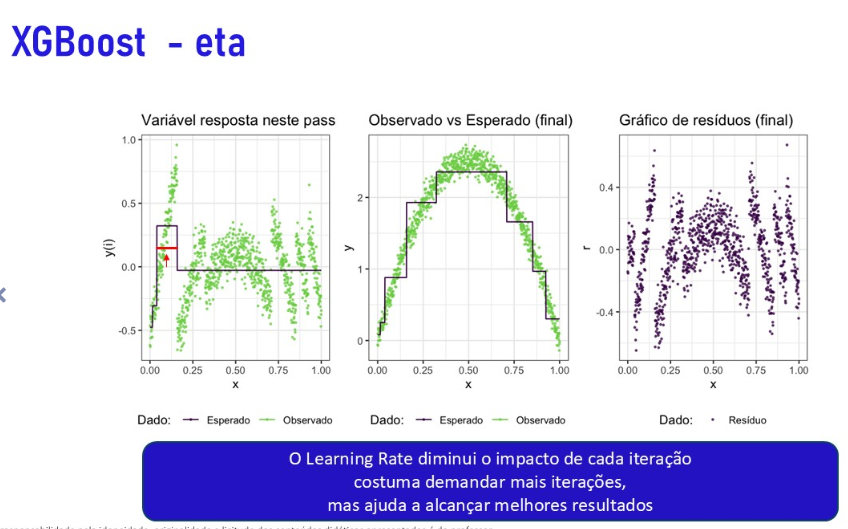 XGBoost - eta
Variável resposta neste pass
Observado vs Esperado (final)
Gráfico de resíduos (final)
y(i)
1.0
0.5
0.0
-0.5
0.00 0.25 0.50 0.75 1.00
x
y
2
1
0
0.00 0.25 0.50 0.75 1.00
x
r
0.4
0.0
-0.4
0.00 0.25 0.50 0.75 1.00
x
Dado: Esperado Observado
Dado: Esperado Observado
Dado: Resíduo
O Learning Rate diminui o impacto de cada iteração
costuma demandar mais iterações,
mas ajuda a alcançar melhores resultados